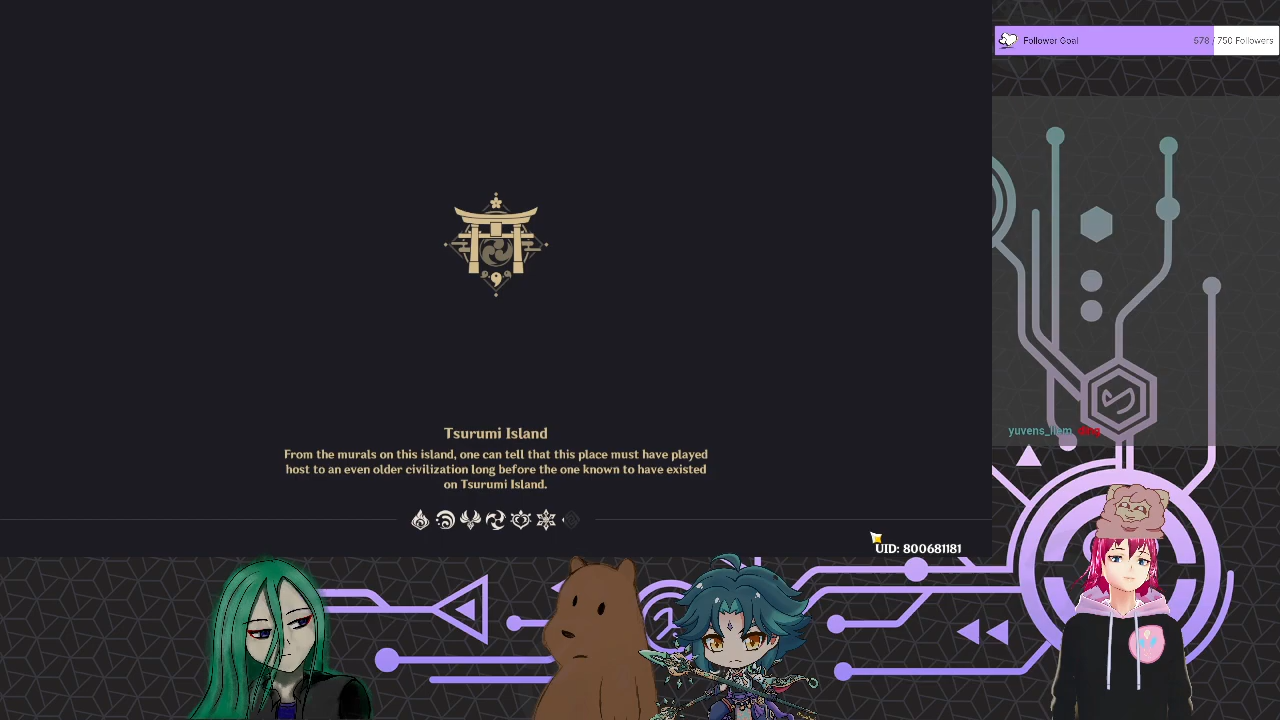 Follower Goal
578 / 750 Followers
yuvens_liem ding
Tsurumi Island
From the murals on this island, one can tell that this place must have played
host to an even older civilization long before the one known to have existed
on Tsurumi Island.
UID: 800681181